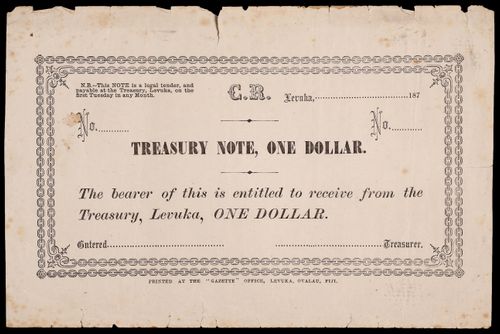 N.B.—This NOTE is a legal tender, and
payable at the Treasury, Levuka, on the
first Tuesday in any Month.
C.R.
Levuka,..............................187
No............
No............
TREASURY NOTE, ONE DOLLAR.
The bearer of this is entitled to receive from the
Treasury, Levuka, ONE DOLLAR.
Entered..............................
..............................Treasurer.
PRINTED AT THE "GAZETTE" OFFICE, LEVUKA, OVALAU, FIJI.